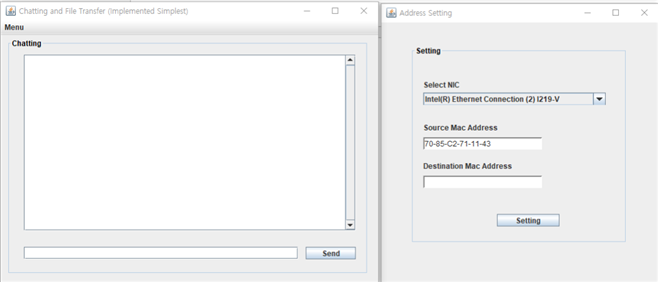 Chatting and File Transfer (Implemented Simplest)
Menu
Chatting
Send
Address Setting
Setting
Select NIC
Intel(R) Ethernet Connection (2) I219-V
Source Mac Address
70-85-C2-71-11-43
Destination Mac Address
Setting